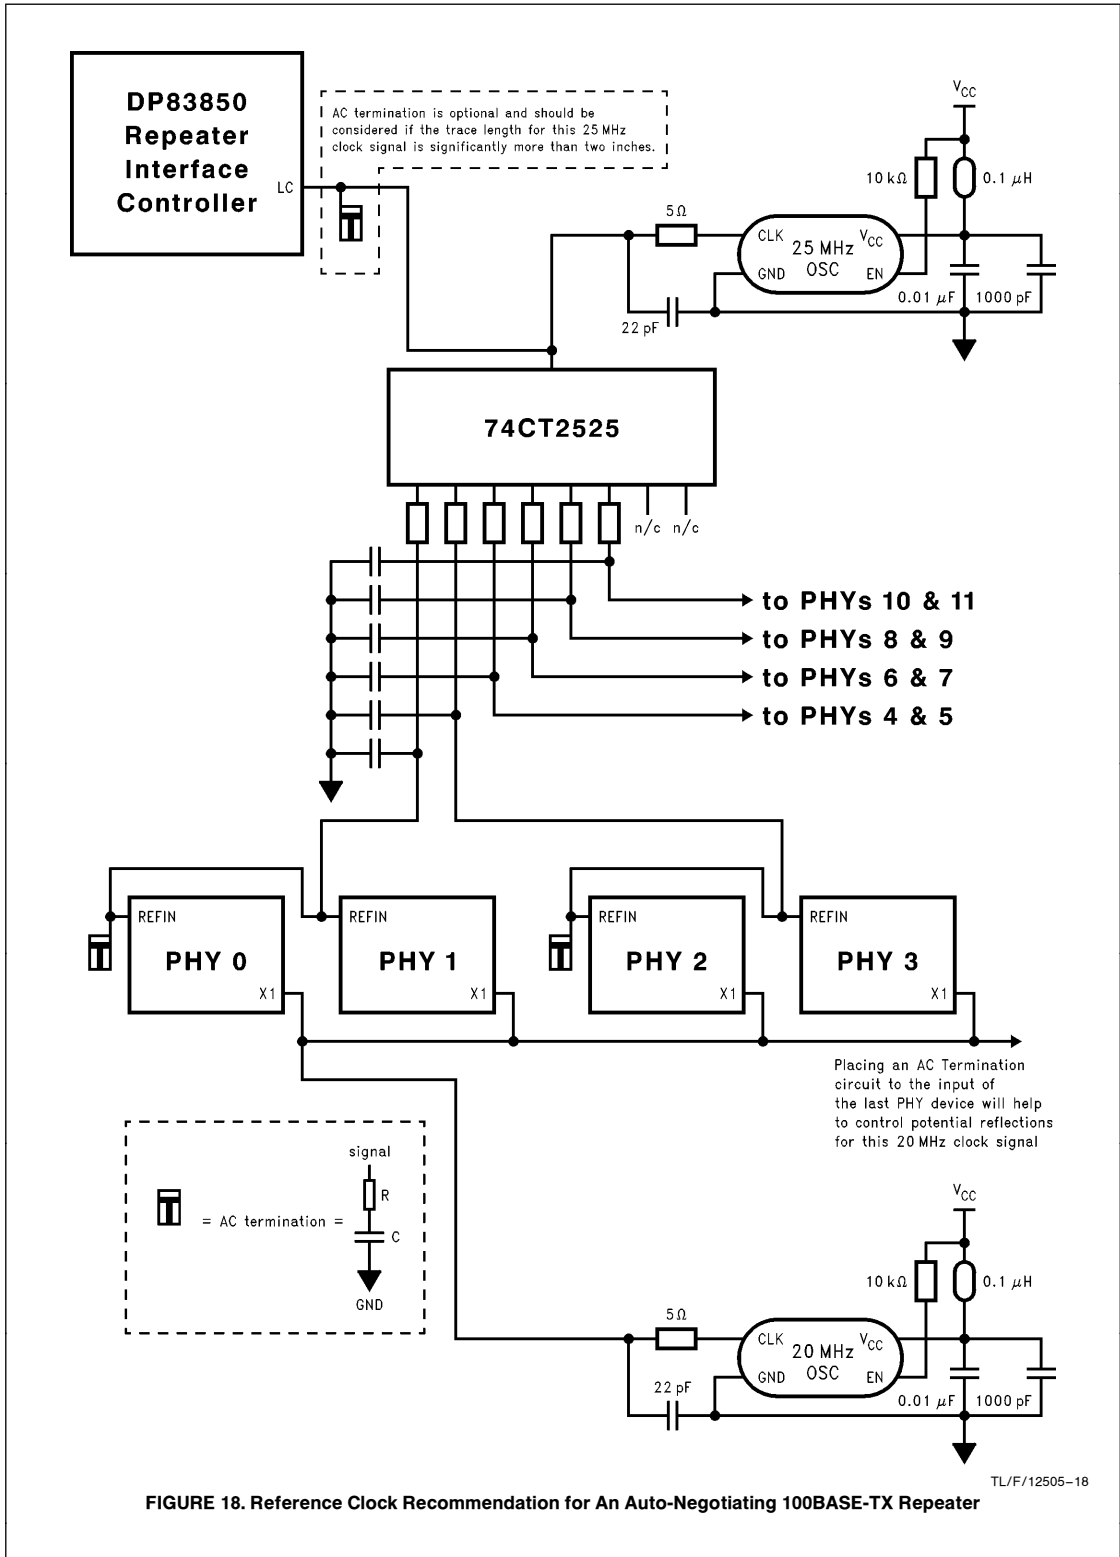 DP83850
Repeater
Interface
Controller
LC
AC termination is optional and should be
considered if the trace length for this 25 MHz
clock signal is significantly more than two inches.
VCC
10 kΩ
0.1 μH
5Ω
CLK
VCC
25 MHz
OSC
GND
EN
22 pF
0.01 μF
1000 pF
74CT2525
n/c n/c
to PHYs 10 & 11
to PHYs 8 & 9
to PHYs 6 & 7
to PHYs 4 & 5
REFIN
PHY 0
X1
REFIN
PHY 1
X1
REFIN
PHY 2
X1
REFIN
PHY 3
X1
Placing an AC Termination
circuit to the input of
the last PHY device will help
to control potential reflections
for this 20 MHz clock signal
signal
R
T = AC termination =
C
GND
VCC
10 kΩ
0.1 μH
5Ω
CLK
VCC
20 MHz
OSC
GND
EN
22 pF
0.01 μF
1000 pF
TL/F/12505–18
FIGURE 18. Reference Clock Recommendation for An Auto-Negotiating 100BASE-TX Repeater